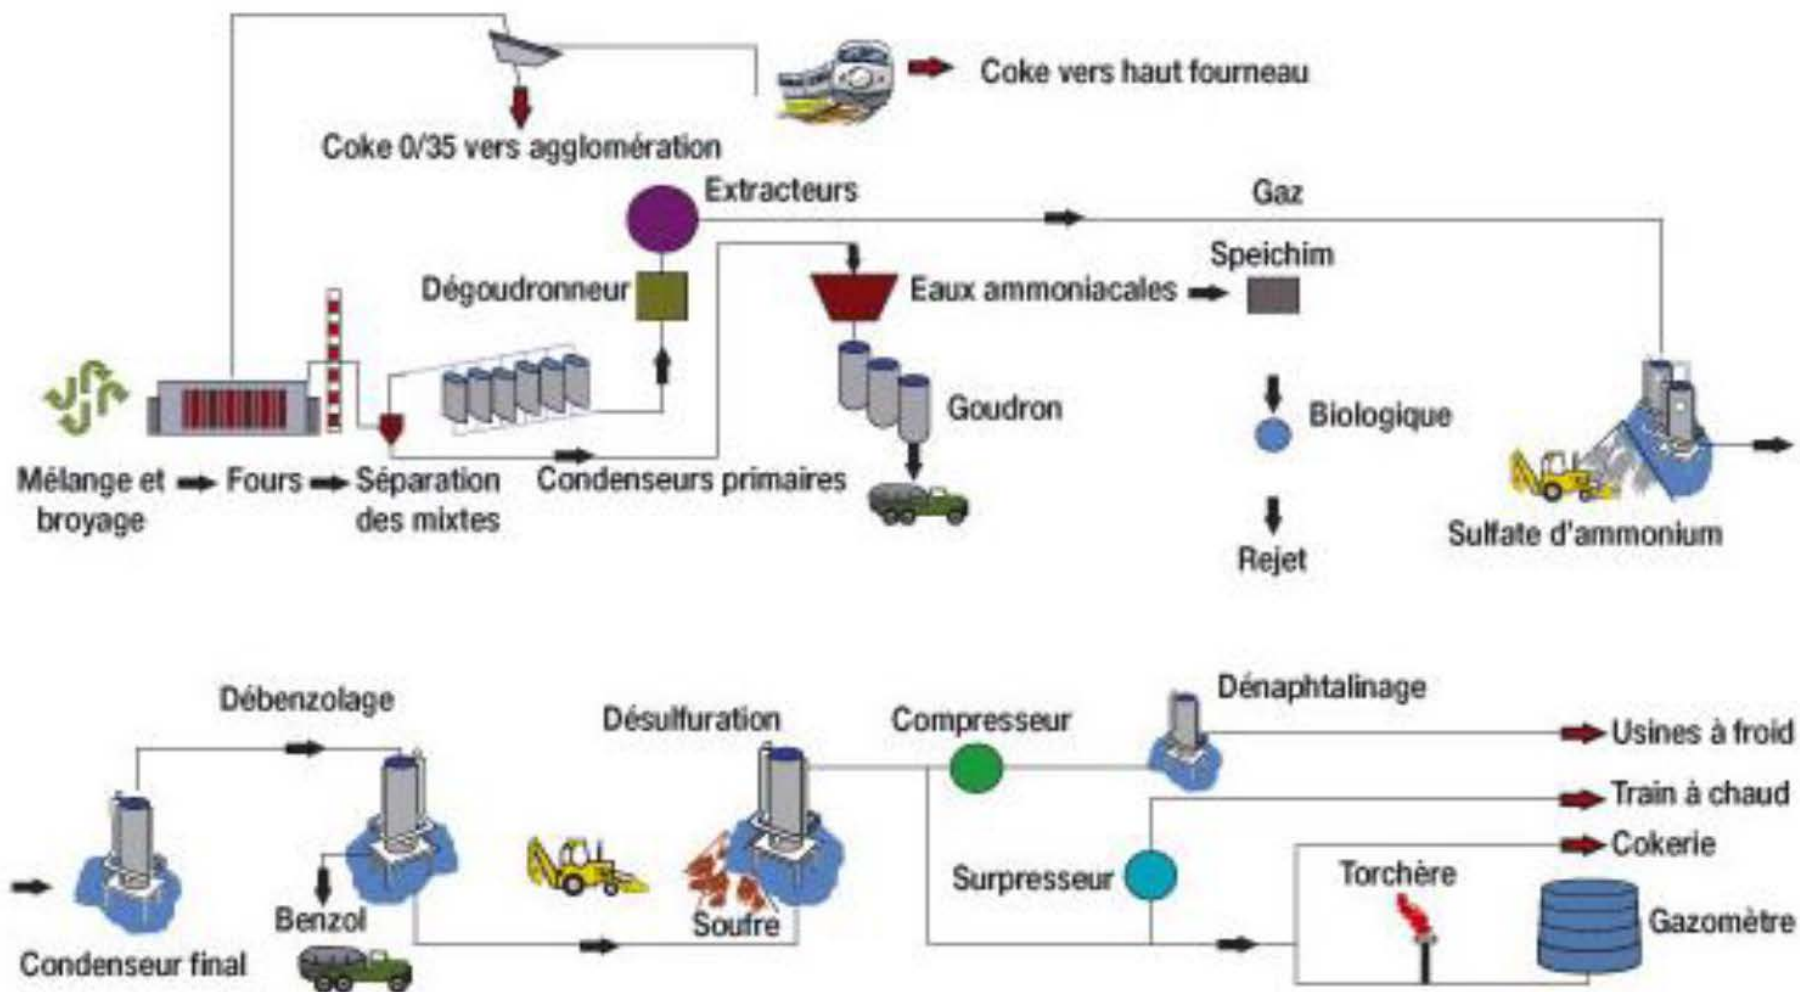 Coke vers haut fourneau
Coke 0/35 vers agglomération
Extracteurs
Gaz
Speichim
Dégoudronneur
Eaux ammoniacales
Goudron
Biologique
Mélange et
broyage
Fours
Séparation
des mixtes
Condenseurs primaires
Sulfate d'ammonium
Rejet
Débenzolage
Désulfuration
Compresseur
Dénaphtalinage
Usines à froid
Train à chaud
Cokerie
Surpresseur
Torchère
Gazomètre
Benzol
Soufre
Condenseur final